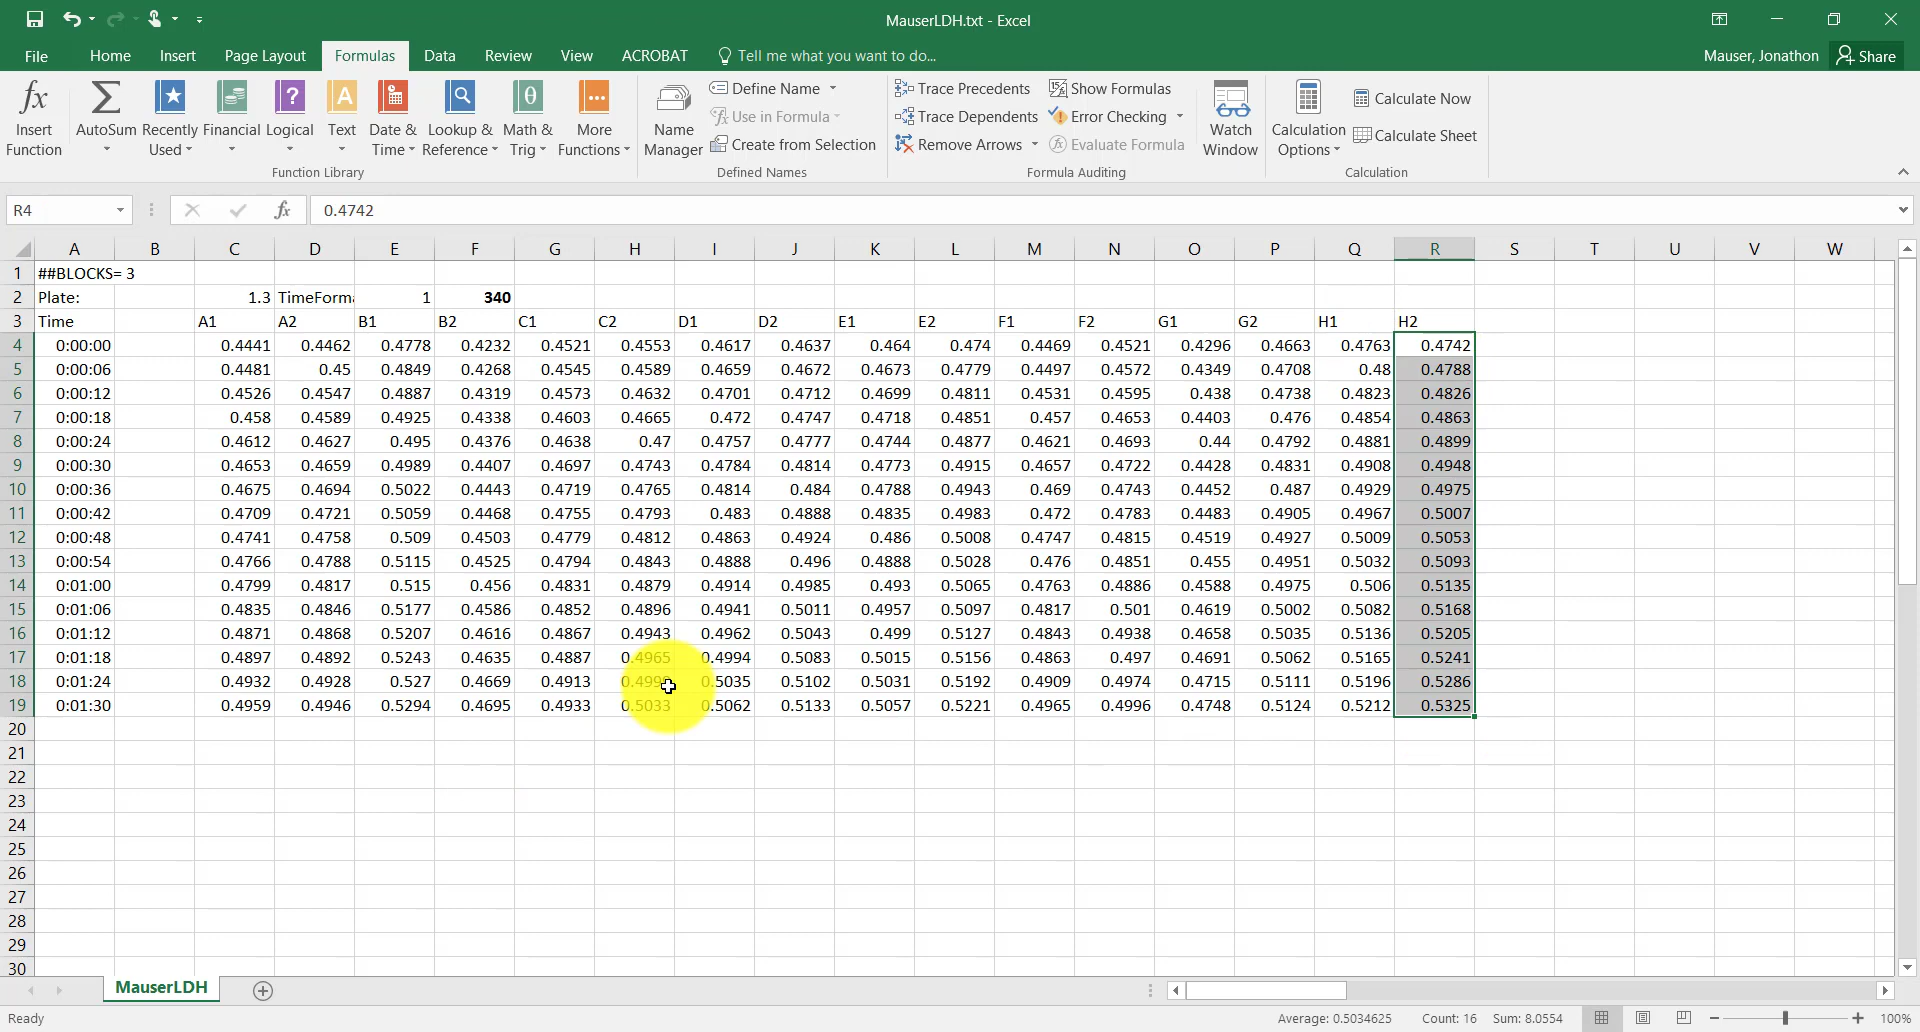 MauserLDH.txt - Excel
File Home Insert Page Layout Formulas Data Review View ACROBAT Tell me what you want to do... Mauser, Jonathon Share
Insert Function
AutoSum
Recently Used
Financial
Logical
Text
Date & Time
Lookup & Reference
Math & Trig
More Functions
Function Library
Name Manager
Define Name
Use in Formula
Create from Selection
Defined Names
Trace Precedents Show Formulas
Trace Dependents Error Checking
Remove Arrows Evaluate Formula
Formula Auditing
Watch Window
Calculation Options
Calculate Now
Calculate Sheet
Calculation
R4 fx 0.4742
A B C D E F G H I J K L M N O P Q R S T U V W
1 ##BLOCKS= 3
2 Plate: 1.3 TimeForma 1 340
3 Time A1 A2 B1 B2 C1 C2 D1 D2 E1 E2 F1 F2 G1 G2 H1 H2
4 0:00:00 0.4441 0.4462 0.4778 0.4232 0.4521 0.4553 0.4617 0.4637 0.464 0.474 0.4469 0.4521 0.4296 0.4663 0.4763 0.4742
5 0:00:06 0.4481 0.45 0.4849 0.4268 0.4545 0.4589 0.4659 0.4672 0.4673 0.4779 0.4497 0.4572 0.4349 0.4708 0.48 0.4788
6 0:00:12 0.4526 0.4547 0.4887 0.4319 0.4573 0.4632 0.4701 0.4712 0.4699 0.4811 0.4531 0.4595 0.438 0.4738 0.4823 0.4826
7 0:00:18 0.458 0.4589 0.4925 0.4338 0.4603 0.4665 0.472 0.4747 0.4718 0.4851 0.457 0.4653 0.4403 0.476 0.4854 0.4863
8 0:00:24 0.4612 0.4627 0.495 0.4376 0.4638 0.47 0.4757 0.4777 0.4744 0.4877 0.4621 0.4693 0.44 0.4792 0.4881 0.4899
9 0:00:30 0.4653 0.4659 0.4989 0.4407 0.4697 0.4743 0.4784 0.4814 0.4773 0.4915 0.4657 0.4722 0.4428 0.4831 0.4908 0.4948
10 0:00:36 0.4675 0.4694 0.5022 0.4443 0.4719 0.4765 0.4814 0.484 0.4788 0.4943 0.469 0.4743 0.4452 0.487 0.4929 0.4975
11 0:00:42 0.4709 0.4721 0.5059 0.4468 0.4755 0.4793 0.483 0.4888 0.4835 0.4983 0.472 0.4783 0.4483 0.4905 0.4967 0.5007
12 0:00:48 0.4741 0.4758 0.509 0.4503 0.4779 0.4812 0.4863 0.4924 0.486 0.5008 0.4747 0.4815 0.4519 0.4927 0.5009 0.5053
13 0:00:54 0.4766 0.4788 0.5115 0.4525 0.4794 0.4843 0.4888 0.496 0.4888 0.5028 0.476 0.4851 0.455 0.4951 0.5032 0.5093
14 0:01:00 0.4799 0.4817 0.515 0.456 0.4831 0.4879 0.4914 0.4985 0.493 0.5065 0.4763 0.4886 0.4588 0.4975 0.506 0.5135
15 0:01:06 0.4835 0.4846 0.5177 0.4586 0.4852 0.4896 0.4941 0.5011 0.4957 0.5097 0.4817 0.501 0.4619 0.5002 0.5082 0.5168
16 0:01:12 0.4871 0.4868 0.5207 0.4616 0.4867 0.4943 0.4962 0.5043 0.499 0.5127 0.4843 0.4938 0.4658 0.5035 0.5136 0.5205
17 0:01:18 0.4897 0.4892 0.5243 0.4635 0.4887 0.4965 0.4994 0.5083 0.5015 0.5156 0.4863 0.497 0.4691 0.5062 0.5165 0.5241
18 0:01:24 0.4932 0.4928 0.527 0.4669 0.4913 0.5035 0.5102 0.5031 0.5192 0.4909 0.4974 0.4715 0.5111 0.5196 0.5286
19 0:01:30 0.4959 0.4946 0.5294 0.4695 0.4933 0.5033 0.5062 0.5133 0.5057 0.5221 0.4965 0.4996 0.4748 0.5124 0.5212 0.5325
20
21
22
23
24
25
26
27
28
29
30
MauserLDH
Ready Average: 0.5034625 Count: 16 Sum: 8.0554 100%